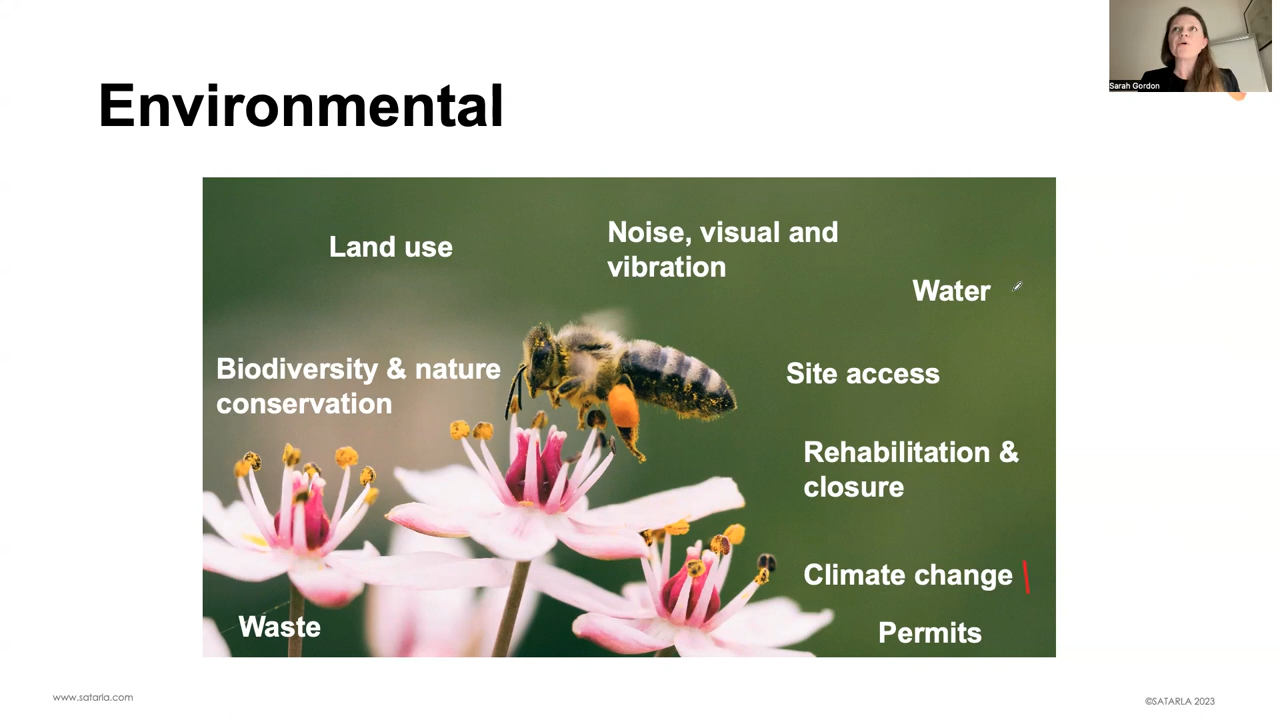 Sarah Gordon
Environmental
Land use
Noise, visual and
vibration
Water
Biodiversity & nature
conservation
Site access
Rehabilitation &
closure
Climate change
Waste
Permits
www.satarla.com
©SATARLA 2023